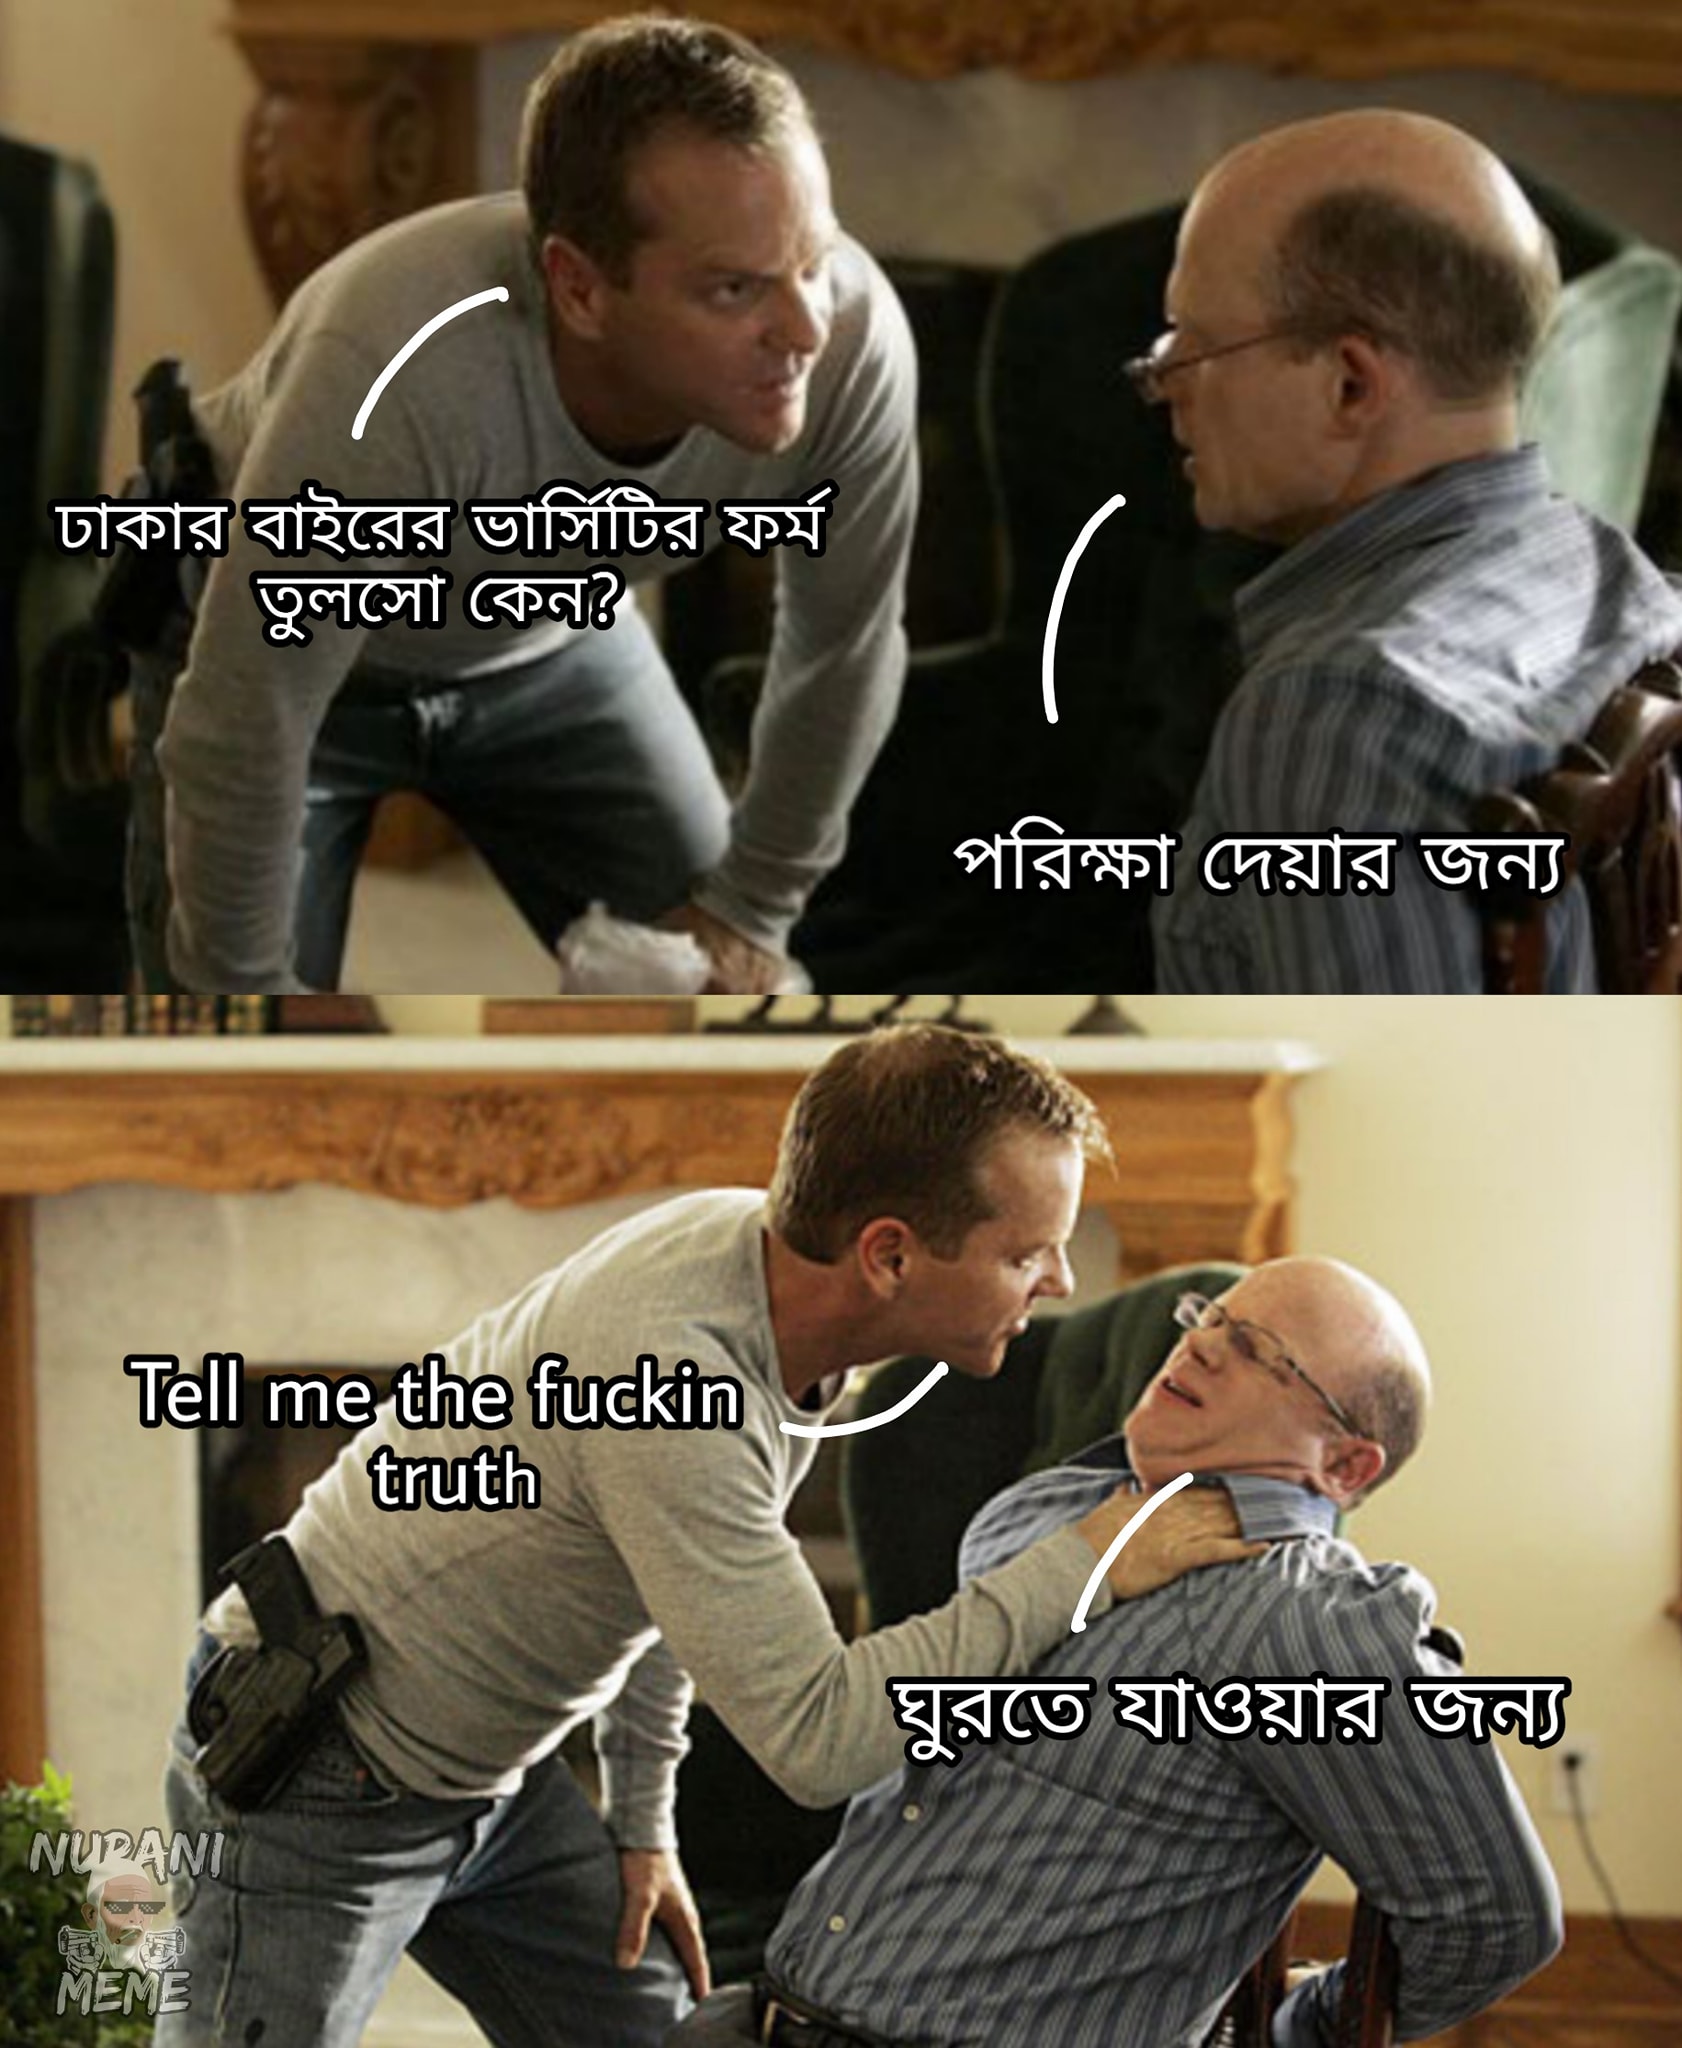 ঢাকার বাইরের ভার্সিটির ফর্ম
তুলসো কেন?
পরিক্ষা দেয়ার জন্য
Tell me the fuckin
truth
ঘুরতে যাওয়ার জন্য
NURANI
MEME